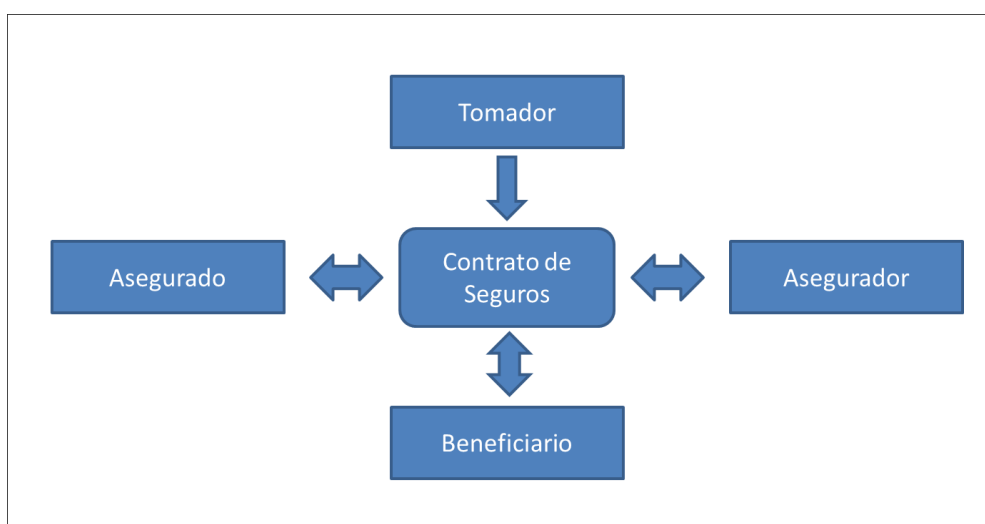 Tomador
Asegurado
Contrato de
Seguros
Asegurador
Beneficiario